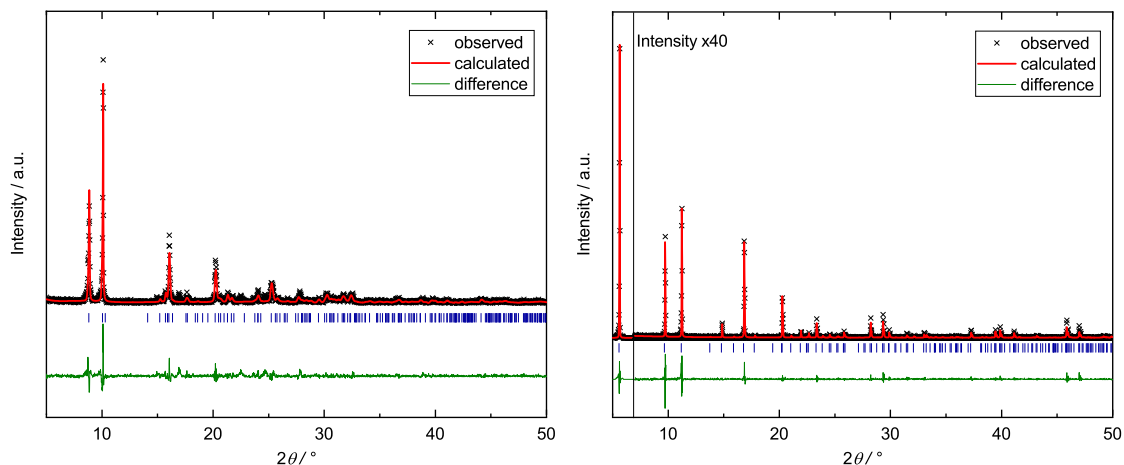 observed
calculated
difference
Intensity / a.u.
10
20
30
40
50
2θ / °
Intensity x40
observed
calculated
difference
Intensity / a.u.
10
20
30
40
50
2θ / °